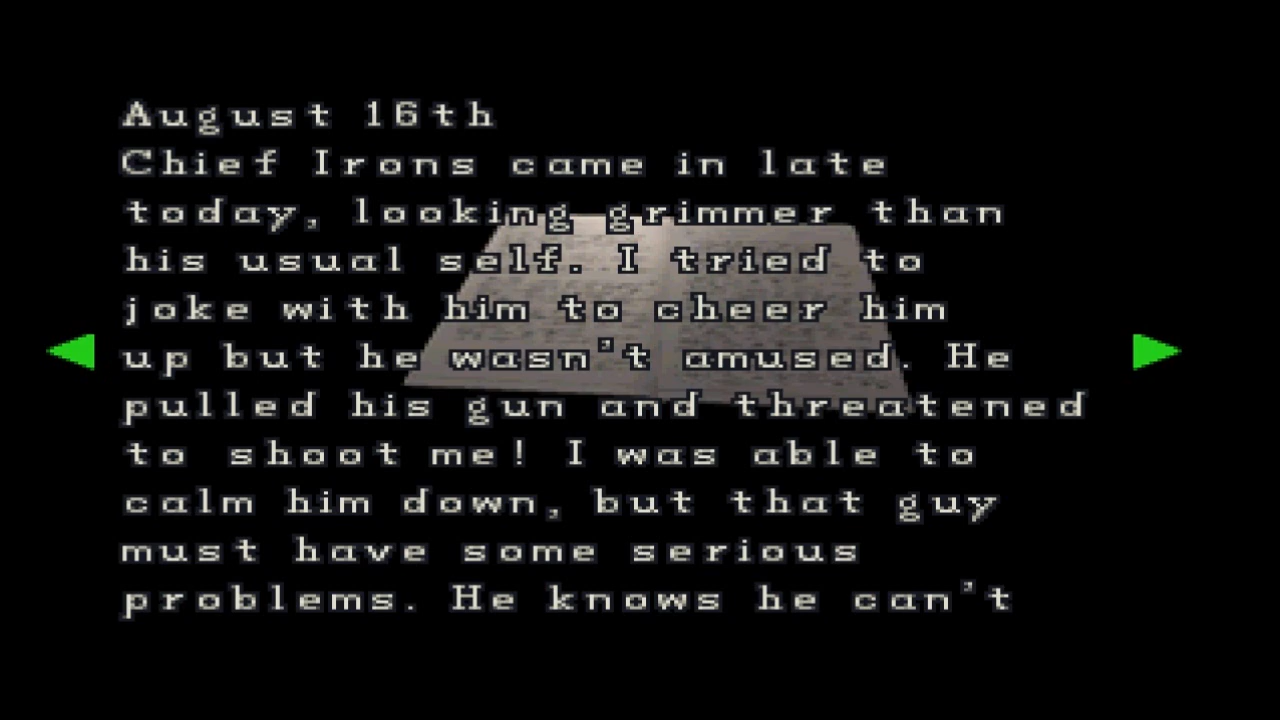 August 16th
Chief Irons came in late
today, looking grimmer than
his usual self. I tried to
joke with him to cheer him
up but he wasn't amused. He
pulled his gun and threatened
to shoot me! I was able to
calm him down, but that guy
must have some serious
problems. He knows he can't